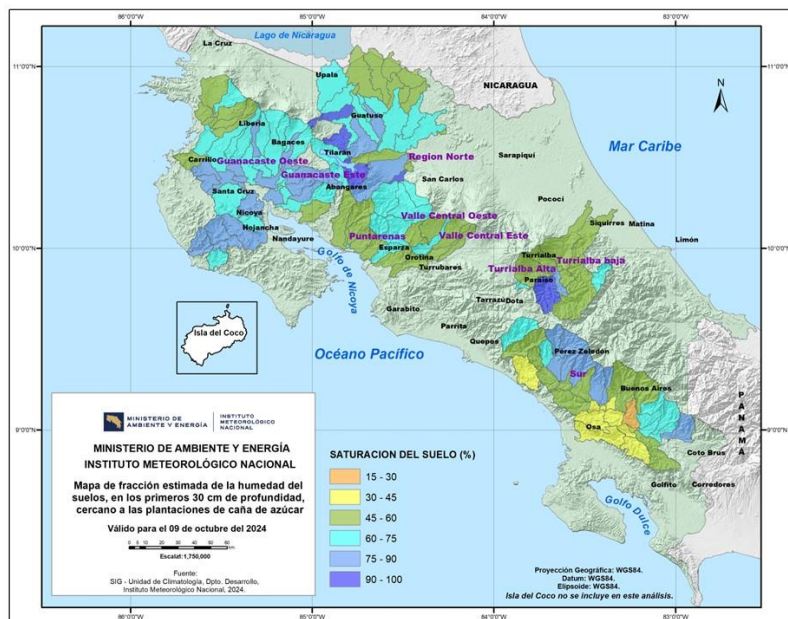 86°0'0"W
85°0'0"W
84°0'0"W
83°0'0"W
Lago de Nicaragua
La Cruz
11°0'0"N
11°0'0"N
Upala
NICARAGUA
N
Guatuso
Liberia
Mar Caribe
Bagaces
Tilarán
Carrillo
Guanacaste Oeste
Region Norte
Sarapiquí
Guanacaste Este
San Carlos
Abangares
Santa Cruz
Pococí
Nicoya
Valle Central Oeste
Siquirres
Matina
Hojancha
Puntarenas
Valle Central Este
Limón
10°0'0"N
10°0'0"N
Nandayure
Esparza
Orotina
Turrialba
Turrialba baja
Golfo de Nicoya
Turrubares
Turrialba Alta
Paraíso
Garabito
Tarrazú
Dota
Isla del Coco
Parrita
Océano Pacífico
Quepos
Pérez Zeledón
Sur
Buenos Aires
PANAMA
9°0'0"N
9°0'0"N
Osa
Coto Brus
Golfito
Corredores
Golfo Dulce
MINISTERIO DE
AMBIENTE Y ENERGÍA
INSTITUTO
METEOROLÓGICO
NACIONAL
MINISTERIO DE AMBIENTE Y ENERGÍA
INSTITUTO METEOROLÓGICO NACIONAL
Mapa de fracción estimada de la humedad del
suelos, en los primeros 30 cm de profundidad,
cercano a las plantaciones de caña de azúcar
Válido para el 09 de octubre del 2024
Escalat:1,750,000
Fuente:
SIG - Unidad de Climatología, Dpto. Desarrollo,
Instituto Meteorológico Nacional, 2024.
SATURACION DEL SUELO (%)
15 - 30
30 - 45
45 - 60
60 - 75
75 - 90
90 - 100
Proyección Geográfica: WGS84.
Datum: WGS84.
Elipsoide: WGS84.
Isla del Coco no se incluye en este análisis.
86°0'0"W
85°0'0"W
84°0'0"W
83°0'0"W